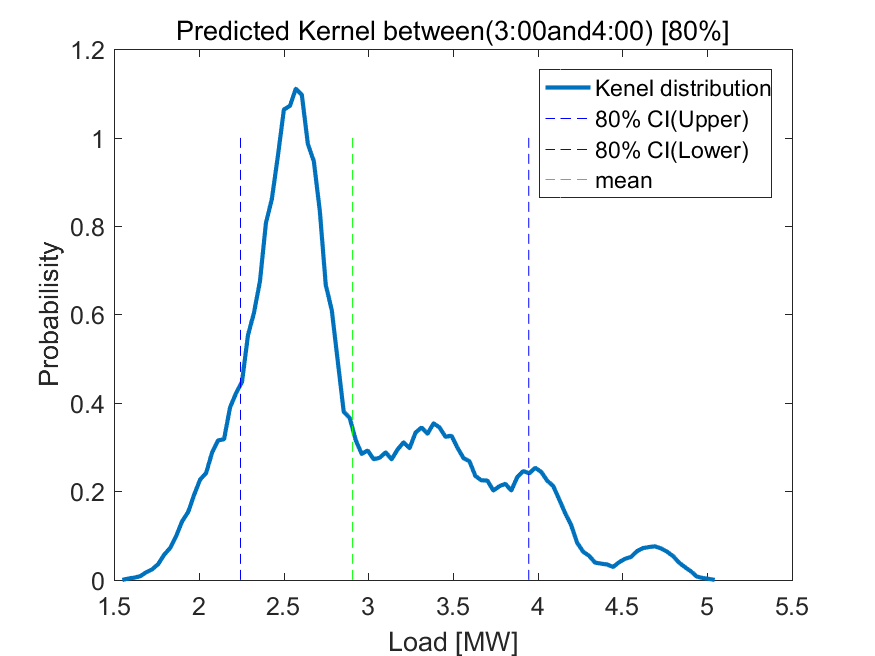 Predicted Kernel between(3:00and4:00) [80%]
1.2
1
0.8
0.6
0.4
0.2
0
Probabilisity
Kenel distribution
80% CI(Upper)
80% CI(Lower)
mean
1.5 2 2.5 3 3.5 4 4.5 5 5.5
Load [MW]